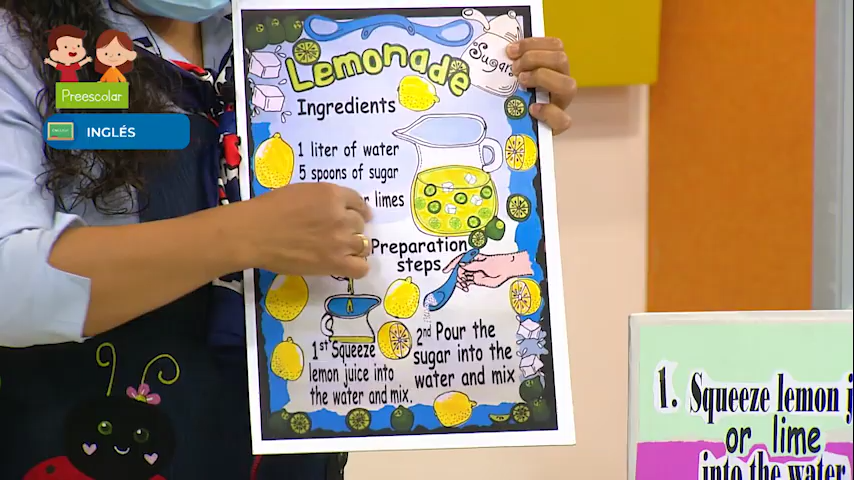 Preescolar
INGLÉS
Lemonade
Sugar
Ingredients
1 liter of water
5 spoons of sugar
limes
Preparation
steps
1st Squeeze
lemon juice into
the water and mix.
2nd Pour the
sugar into the
water and mix
1. Squeeze lemon
or lime
into the water